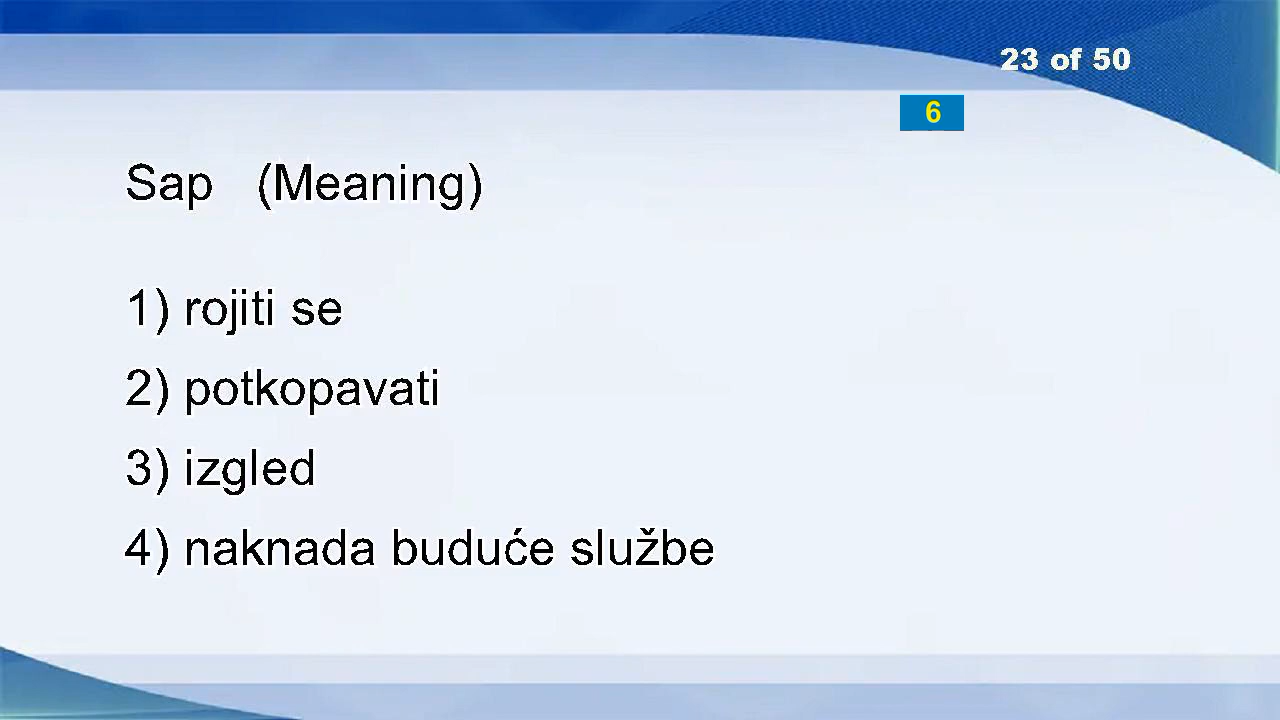 23 of 50
6
Sap (Meaning)
1) rojiti se
2) potkopavati
3) izgled
4) naknada buduće službe